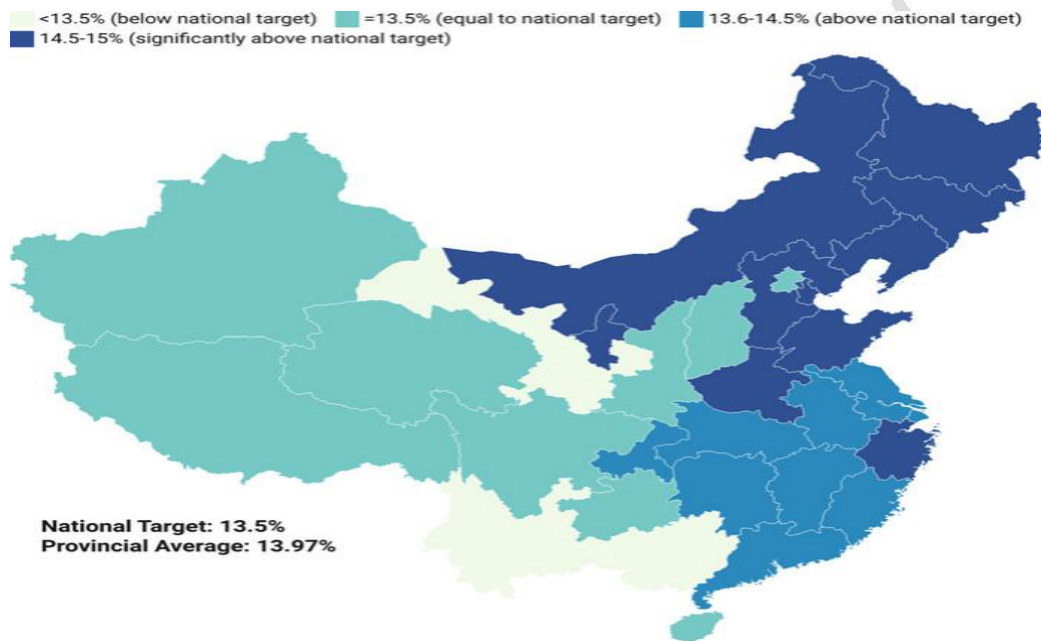 <13.5% (below national target) =13.5% (equal to national target) 13.6-14.5% (above national target)
14.5-15% (significantly above national target)
National Target: 13.5%
Provincial Average: 13.97%